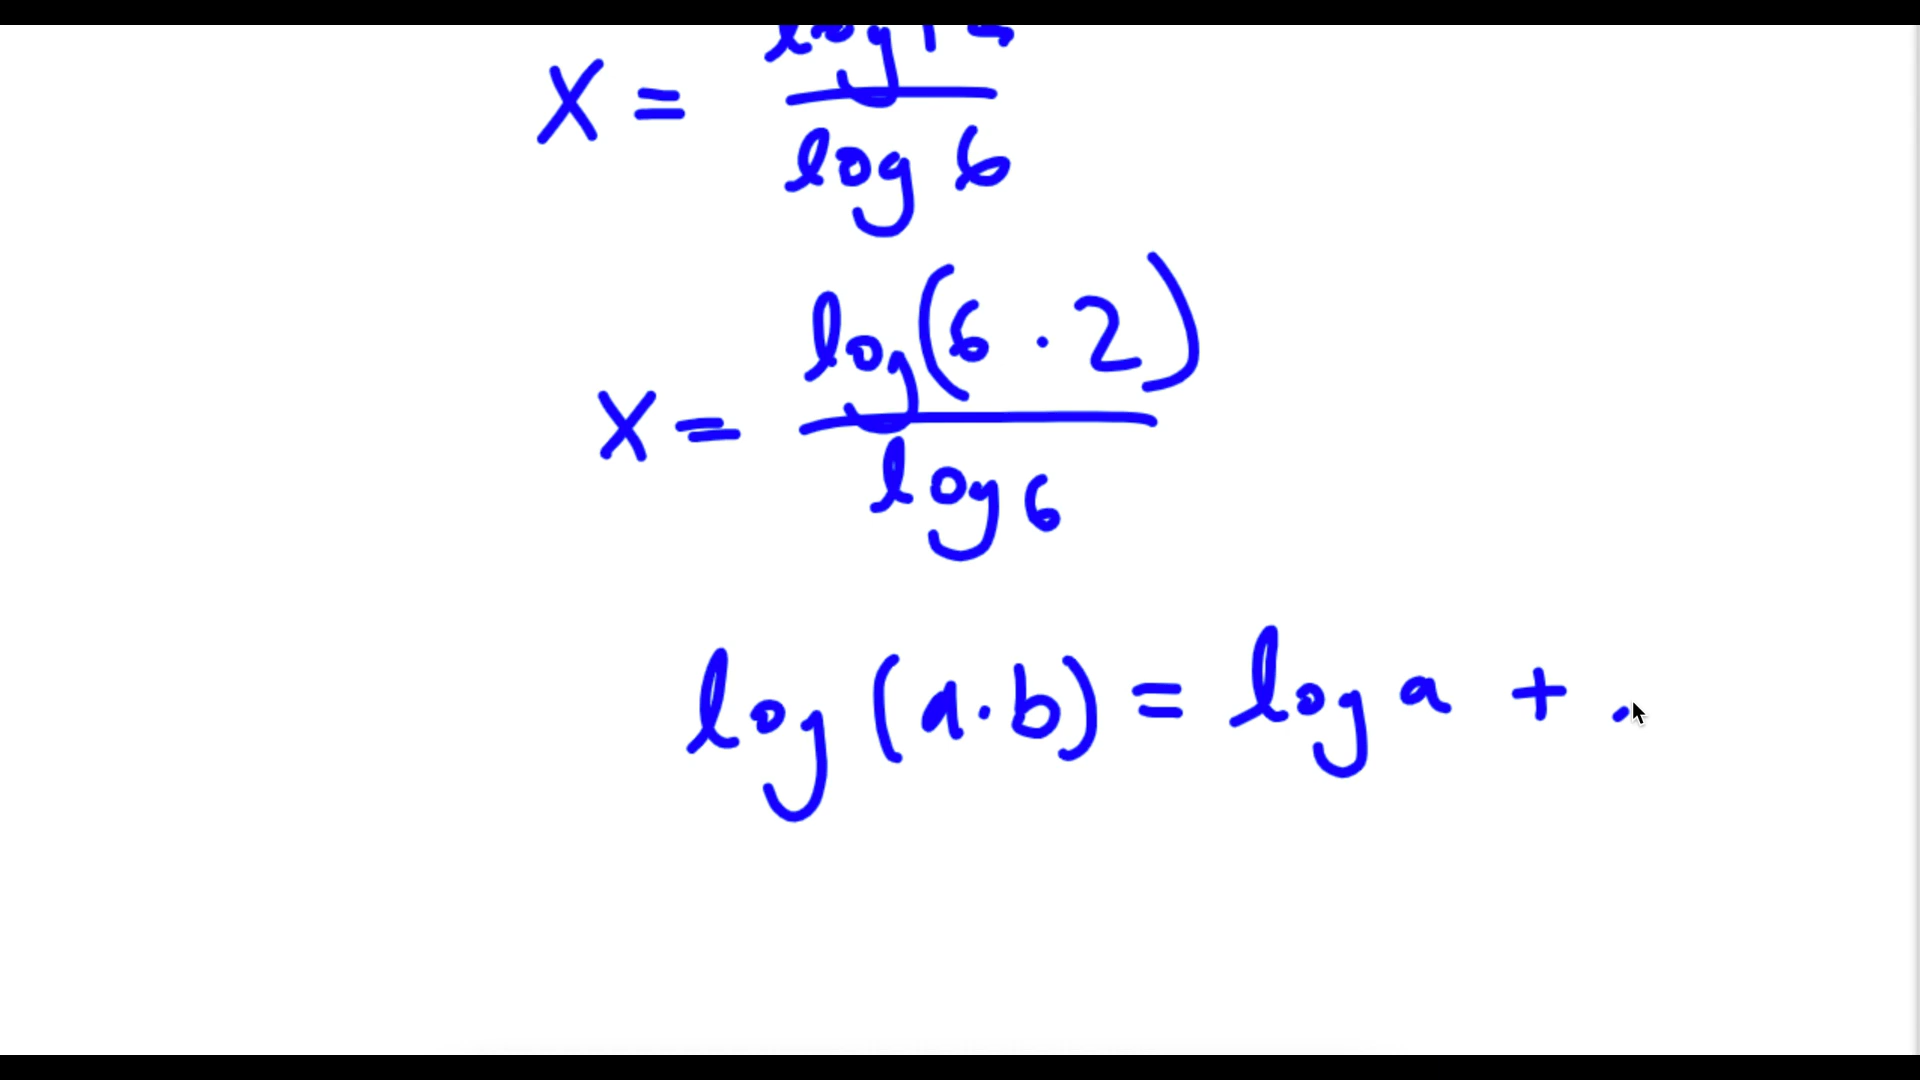 X =
log 6
X = log(6 · 2)
log 6
log (a·b) = log a +